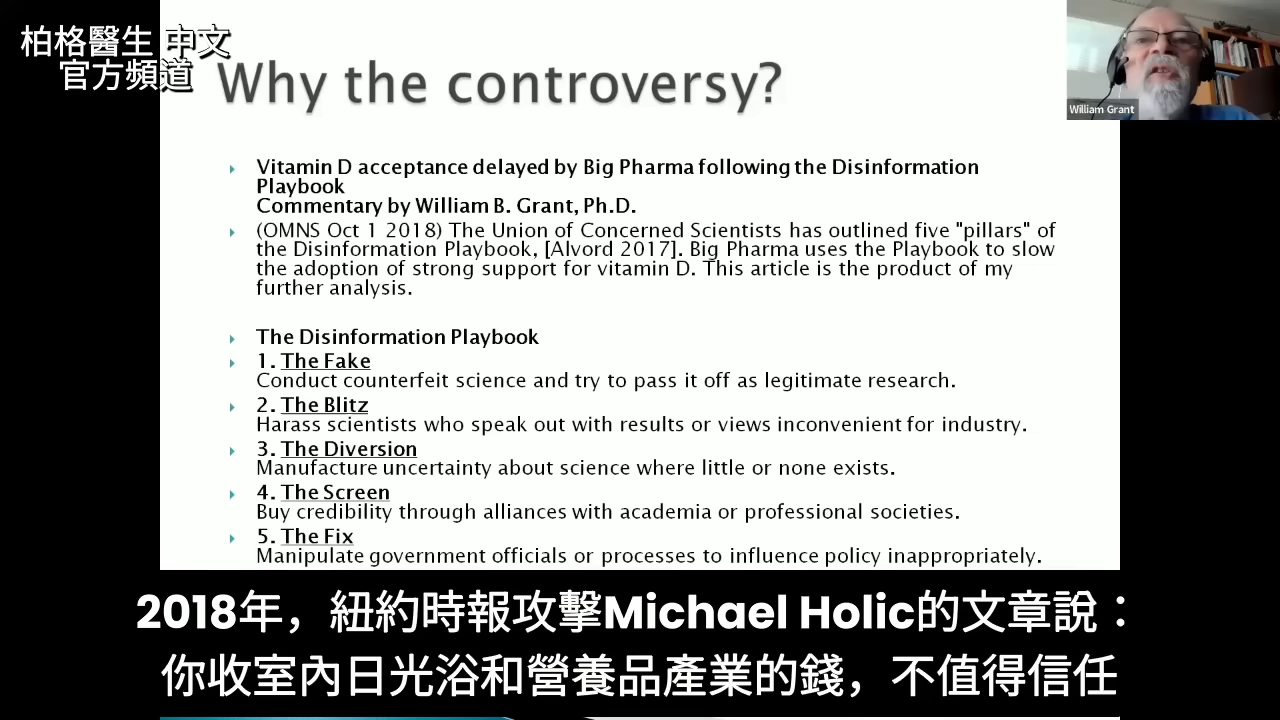 柏格醫生 中文
官方頻道
Why the controversy?
William Grant
Vitamin D acceptance delayed by Big Pharma following the Disinformation
Playbook
Commentary by William B. Grant, Ph.D.
(OMNS Oct 1 2018) The Union of Concerned Scientists has outlined five "pillars" of
the Disinformation Playbook, [Alvord 2017]. Big Pharma uses the Playbook to slow
the adoption of strong support for vitamin D. This article is the product of my
further analysis.
The Disinformation Playbook
1. The Fake
Conduct counterfeit science and try to pass it off as legitimate research.
2. The Blitz
Harass scientists who speak out with results or views inconvenient for industry.
3. The Diversion
Manufacture uncertainty about science where little or none exists.
4. The Screen
Buy credibility through alliances with academia or professional societies.
5. The Fix
Manipulate government officials or processes to influence policy inappropriately.
2018年，紐約時報攻擊Michael Holic的文章說：
你收室內日光浴和營養品產業的錢，不值得信任